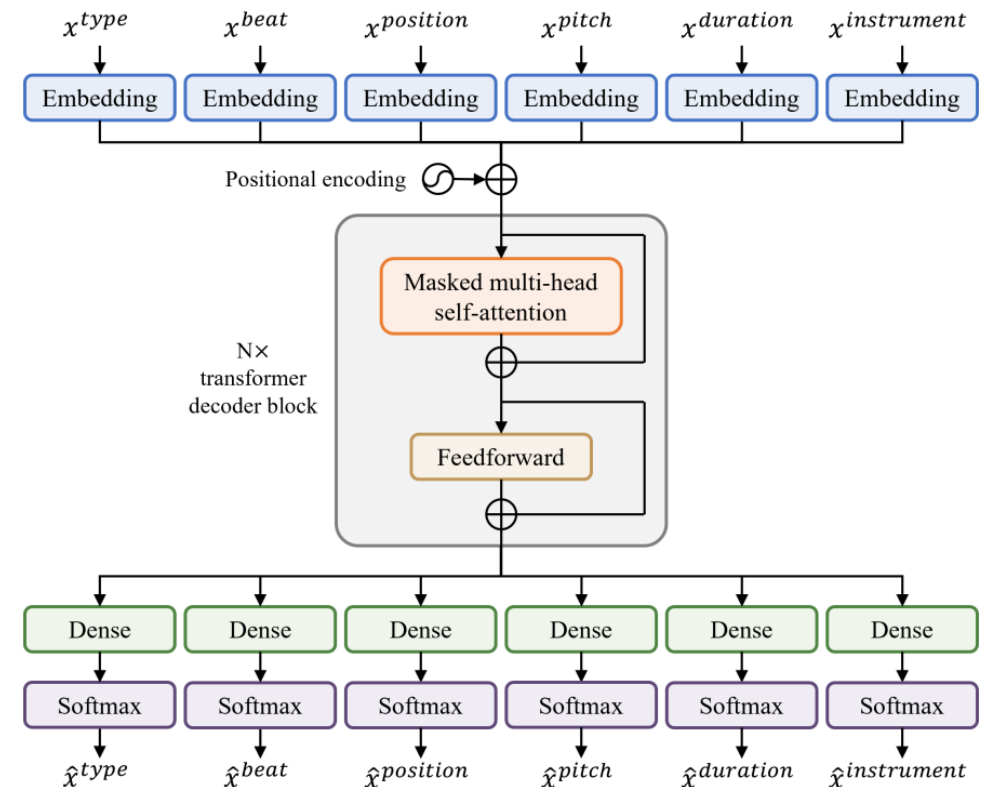 x^type x^beat x^position x^pitch x^duration x^instrument
Embedding Embedding Embedding Embedding Embedding Embedding
Positional encoding
Masked multi-head
self-attention
N×
transformer
decoder block
Feedforward
Dense Dense Dense Dense Dense Dense
Softmax Softmax Softmax Softmax Softmax Softmax
x̂^type x̂^beat x̂^position x̂^pitch x̂^duration x̂^instrument